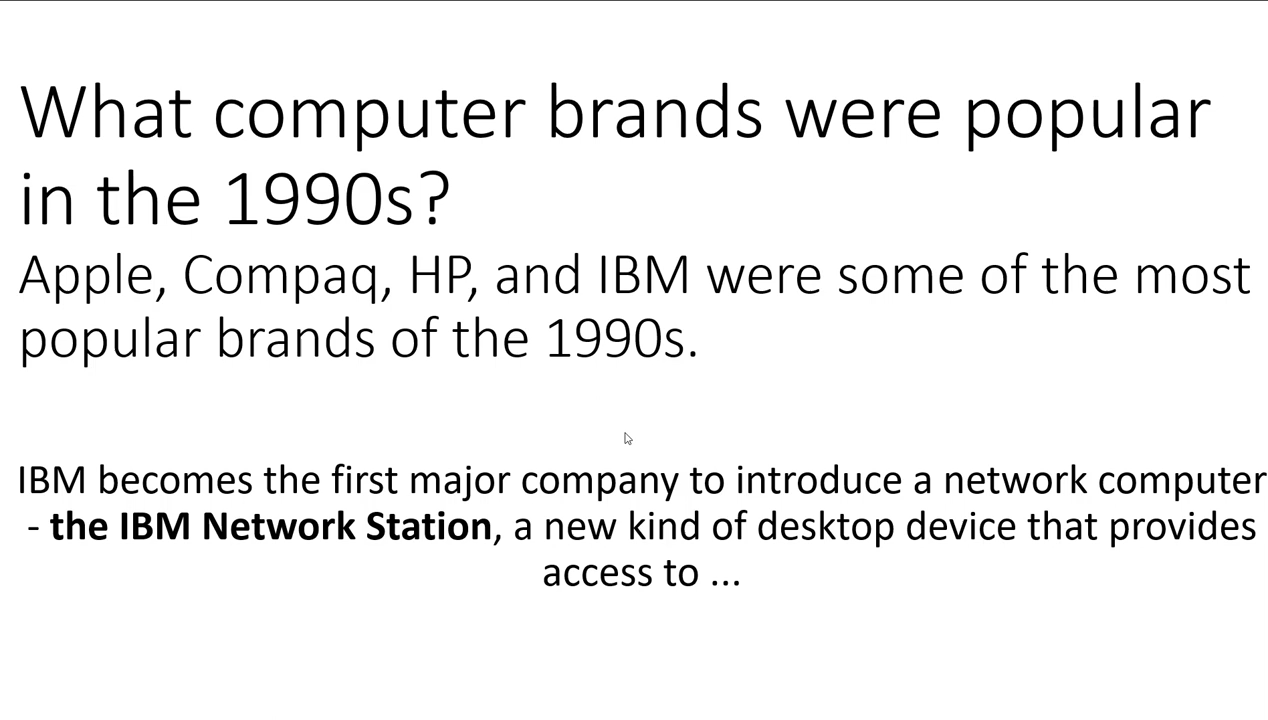 What computer brands were popular
in the 1990s?
Apple, Compaq, HP, and IBM were some of the most
popular brands of the 1990s.
IBM becomes the first major company to introduce a network computer
- the IBM Network Station, a new kind of desktop device that provides
access to ...